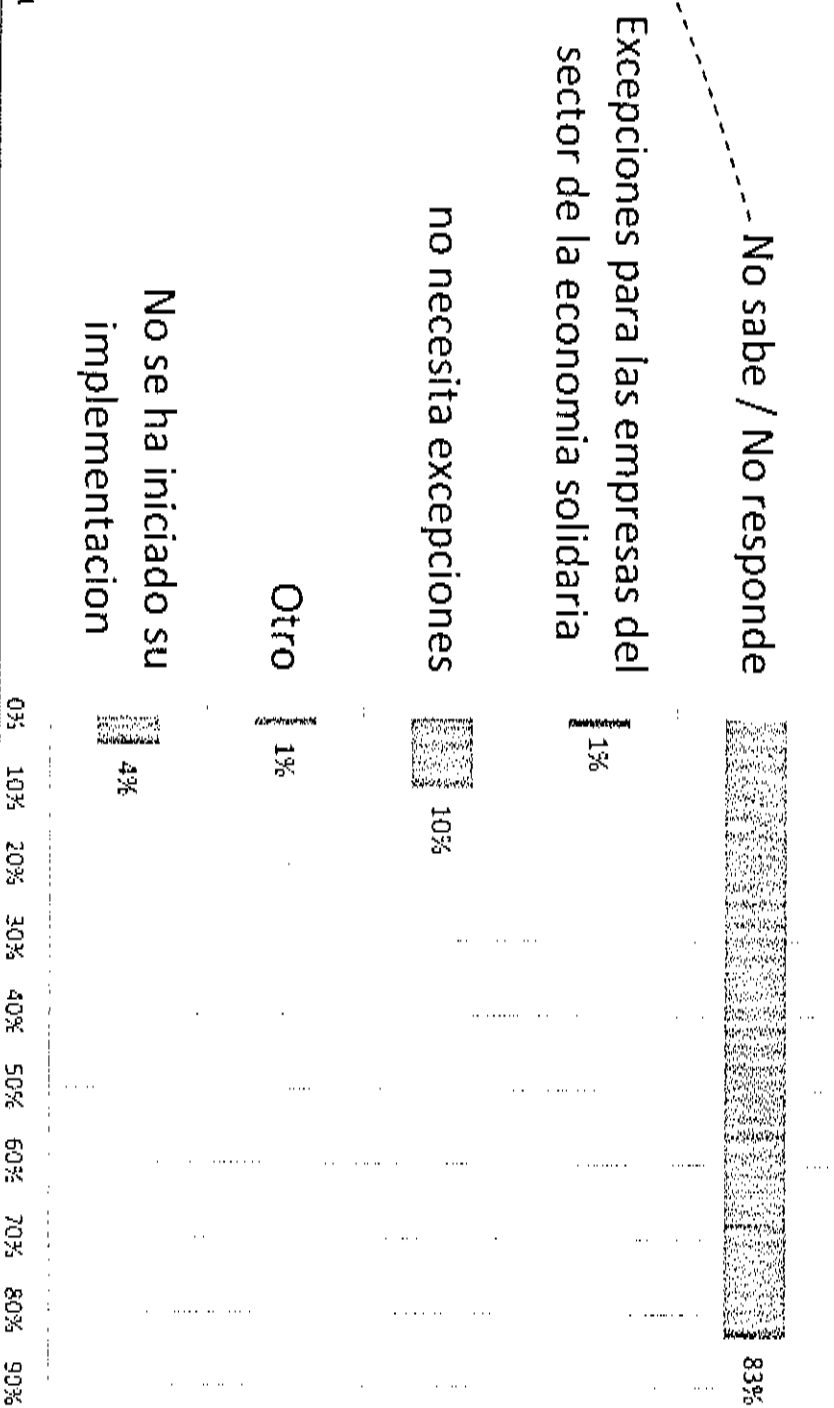 No sabe / No responde
83%
Excepciones para las empresas del
sector de la economia solidaria
1%
no necesita excepciones
10%
Otro
1%
No se ha iniciado su
implementacion
4%
0% 10% 20% 30% 40% 50% 60% 70% 80% 90%